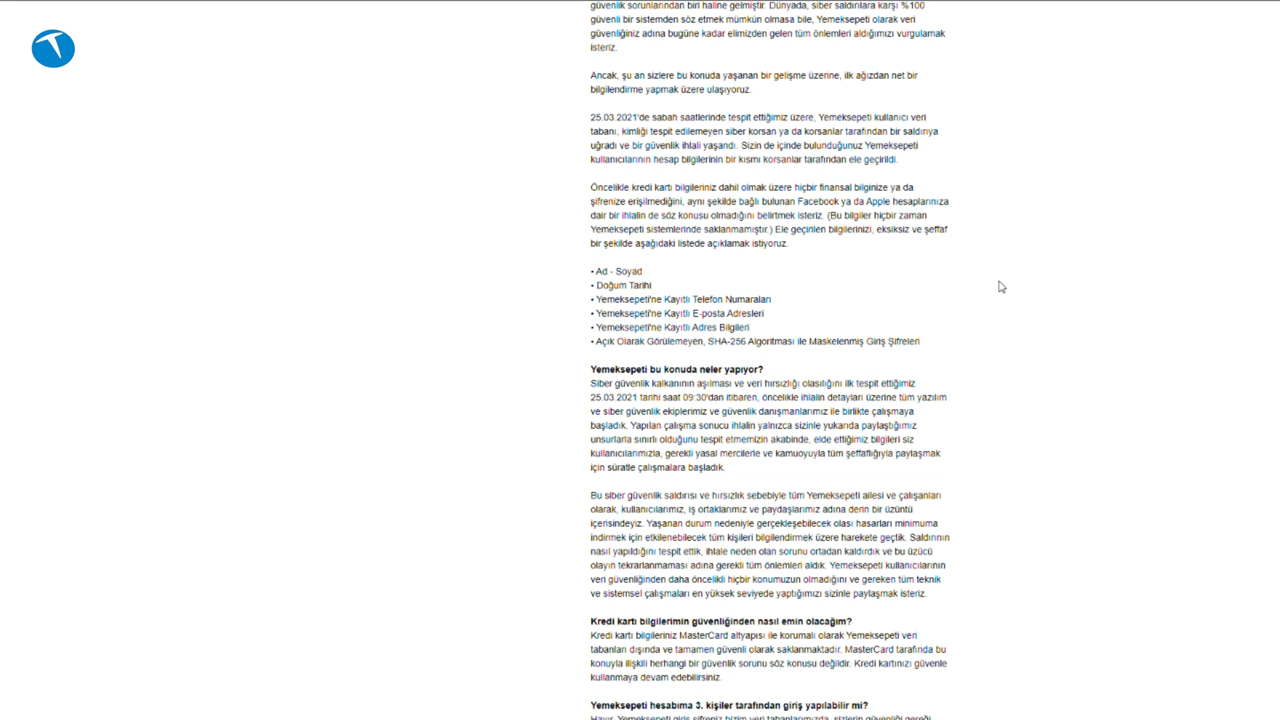 güvenlik sorunlarından biri haline gelmiştir. Dünyada, siber saldırılara karşı %100
güvenli bir sistemden söz etmek mümkün olmasa bile, Yemeksepeti olarak veri
güvenliğiniz adına bugüne kadar elimizden gelen tüm önlemleri aldığımızı vurgulamak
isteriz.
Ancak, şu an sizlere bu konuda yaşanan bir gelişme üzerine, ilk ağızdan net bir
bilgilendirme yapmak üzere ulaşıyoruz.
25.03.2021'de sabah saatlerinde tespit ettiğimiz üzere, Yemeksepeti kullanıcı veri
tabanı, kimliği tespit edilemeyen siber korsan ya da korsanlar tarafından bir saldırıya
uğradı ve bir güvenlik ihlali yaşandı. Sizin de içinde bulunduğunuz Yemeksepeti
kullanıcılarının hesap bilgilerinin bir kısmı korsanlar tarafından ele geçirildi.
Öncelikle kredi kartı bilgileriniz dahil olmak üzere hiçbir finansal bilginize ya da
şifrenize erişilmediğini, aynı şekilde bağlı bulunan Facebook ya da Apple hesaplarınıza
dair bir ihlalin de söz konusu olmadığını belirtmek isteriz. (Bu bilgiler hiçbir zaman
Yemeksepeti sistemlerinde saklanmamıştır.) Ele geçirilen bilgilerinizi, eksiksiz ve şeffaf
bir şekilde aşağıdaki listede açıklamak istiyoruz.
• Ad - Soyad
• Doğum Tarihi
• Yemeksepeti'ne Kayıtlı Telefon Numaraları
• Yemeksepeti'ne Kayıtlı E-posta Adresleri
• Yemeksepeti'ne Kayıtlı Adres Bilgileri
• Açık Olarak Görülemeyen, SHA-256 Algoritması ile Maskelenmiş Giriş Şifreleri
Yemeksepeti bu konuda neler yapıyor?
Siber güvenlik kalkanının aşılması ve veri hırsızlığı olasılığını ilk tespit ettiğimiz
25.03.2021 tarihi saat 09:30'dan itibaren, öncelikle ihlalin detayları üzerine tüm yazılım
ve siber güvenlik ekiplerimiz ve güvenlik danışmanlarımız ile birlikte çalışmaya
başladık. Yapılan çalışma sonucu ihlalin yalnızca sizinle yukarıda paylaştığımız
unsurlarla sınırlı olduğunu tespit etmemizin akabinde, elde ettiğimiz bilgileri siz
kullanıcılarımızla, gerekli yasal mercilerle ve kamuoyuyla tüm şeffaflığıyla paylaşmak
için süratle çalışmalara başladık.
Bu siber güvenlik saldırısı ve hırsızlık sebebiyle tüm Yemeksepeti ailesi ve çalışanları
olarak, kullanıcılarımız, iş ortaklarımız ve paydaşlarımız adına derin bir üzüntü
içerisindeyiz. Yaşanan durum nedeniyle gerçekleşebilecek olası hasarları minimuma
indirmek için etkilenebilecek tüm kişileri bilgilendirmek üzere harekete geçtik. Saldırının
nasıl yapıldığını tespit ettik, ihlale neden olan sorunu ortadan kaldırdık ve bu üzücü
olayın tekrarlanmaması adına gerekli tüm önlemleri aldık. Yemeksepeti kullanıcılarının
veri güvenliğinden daha öncelikli hiçbir konumuzun olmadığını ve gereken tüm teknik
ve sistemsel çalışmaları en yüksek seviyede yaptığımızı sizinle paylaşmak isteriz.
Kredi kartı bilgilerimin güvenliğinden nasıl emin olacağım?
Kredi kartı bilgileriniz MasterCard altyapısı ile korumalı olarak Yemeksepeti veri
tabanları dışında ve tamamen güvenli olarak saklanmaktadır. MasterCard tarafında bu
konuyla ilişkili herhangi bir güvenlik sorunu söz konusu değildir. Kredi kartınızı güvenle
kullanmaya devam edebilirsiniz.
Yemeksepeti hesabıma 3. kişiler tarafından giriş yapılabilir mi?
Hayır, Yemeksepeti giriş şifreniz bizim veri tabanlarımızda, sizlerin güvenliği gereği